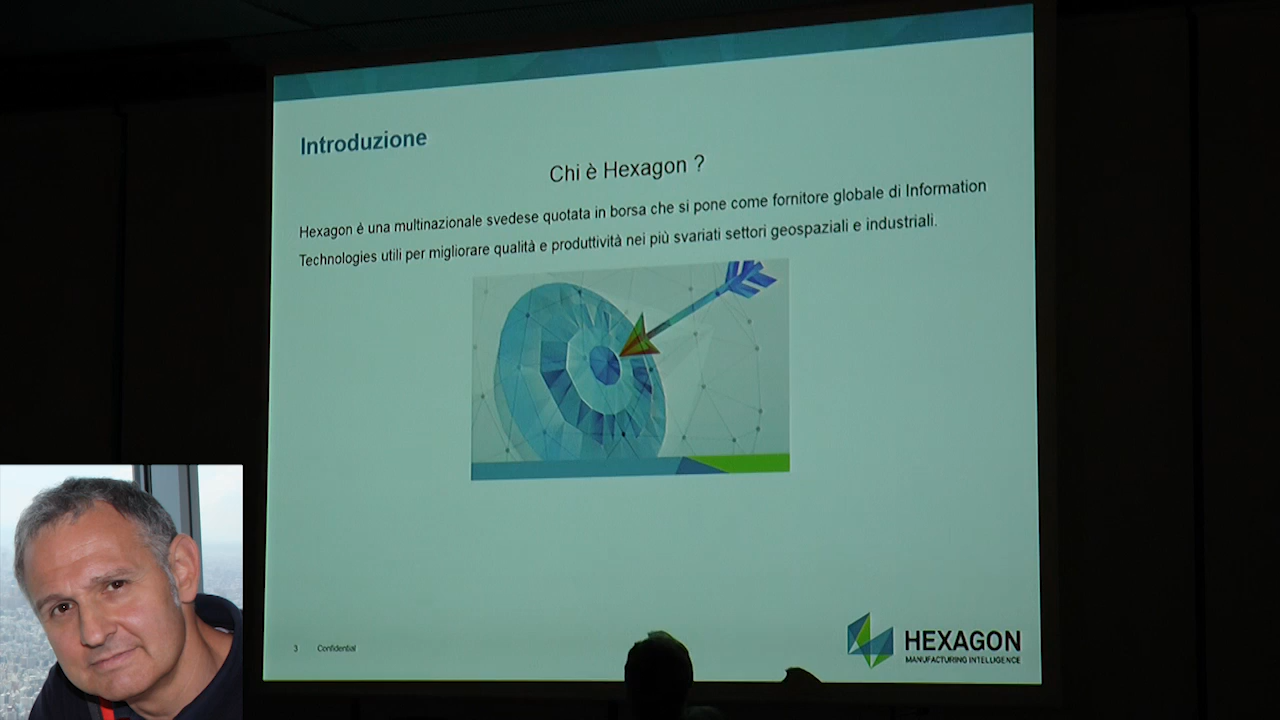 Introduzione
Chi è Hexagon ?
Hexagon è una multinazionale svedese quotata in borsa che si pone come fornitore globale di Information
Technologies utili per migliorare qualità e produttività nei più svariati settori geospaziali e industriali.
3 Confidential
HEXAGON
MANUFACTURING INTELLIGENCE